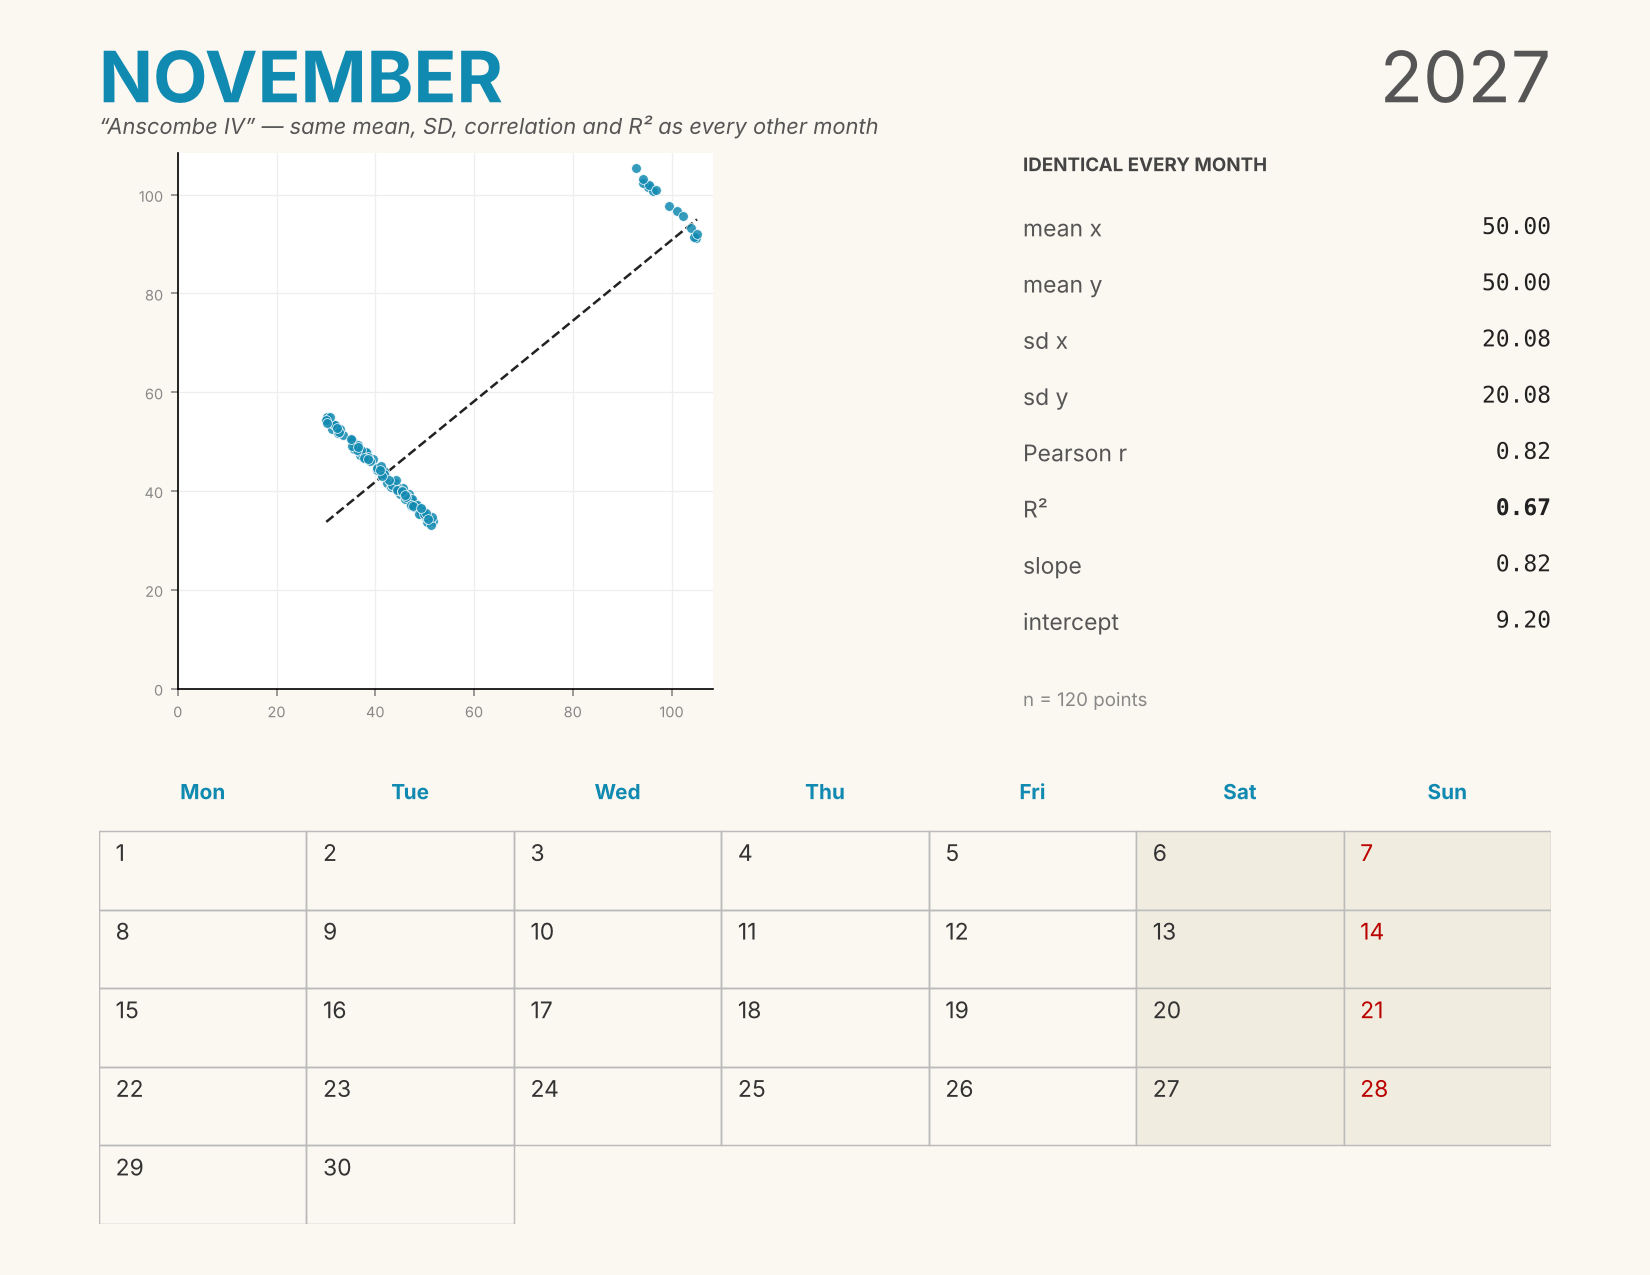 NOVEMBER 2027
“Anscombe IV” — same mean, SD, correlation and R² as every other month
100
80
60
40
20
0
0 20 40 60 80 100
IDENTICAL EVERY MONTH
mean x 50.00
mean y 50.00
sd x 20.08
sd y 20.08
Pearson r 0.82
R² 0.67
slope 0.82
intercept 9.20
n = 120 points
Mon Tue Wed Thu Fri Sat Sun
1 2 3 4 5 6 7
8 9 10 11 12 13 14
15 16 17 18 19 20 21
22 23 24 25 26 27 28
29 30